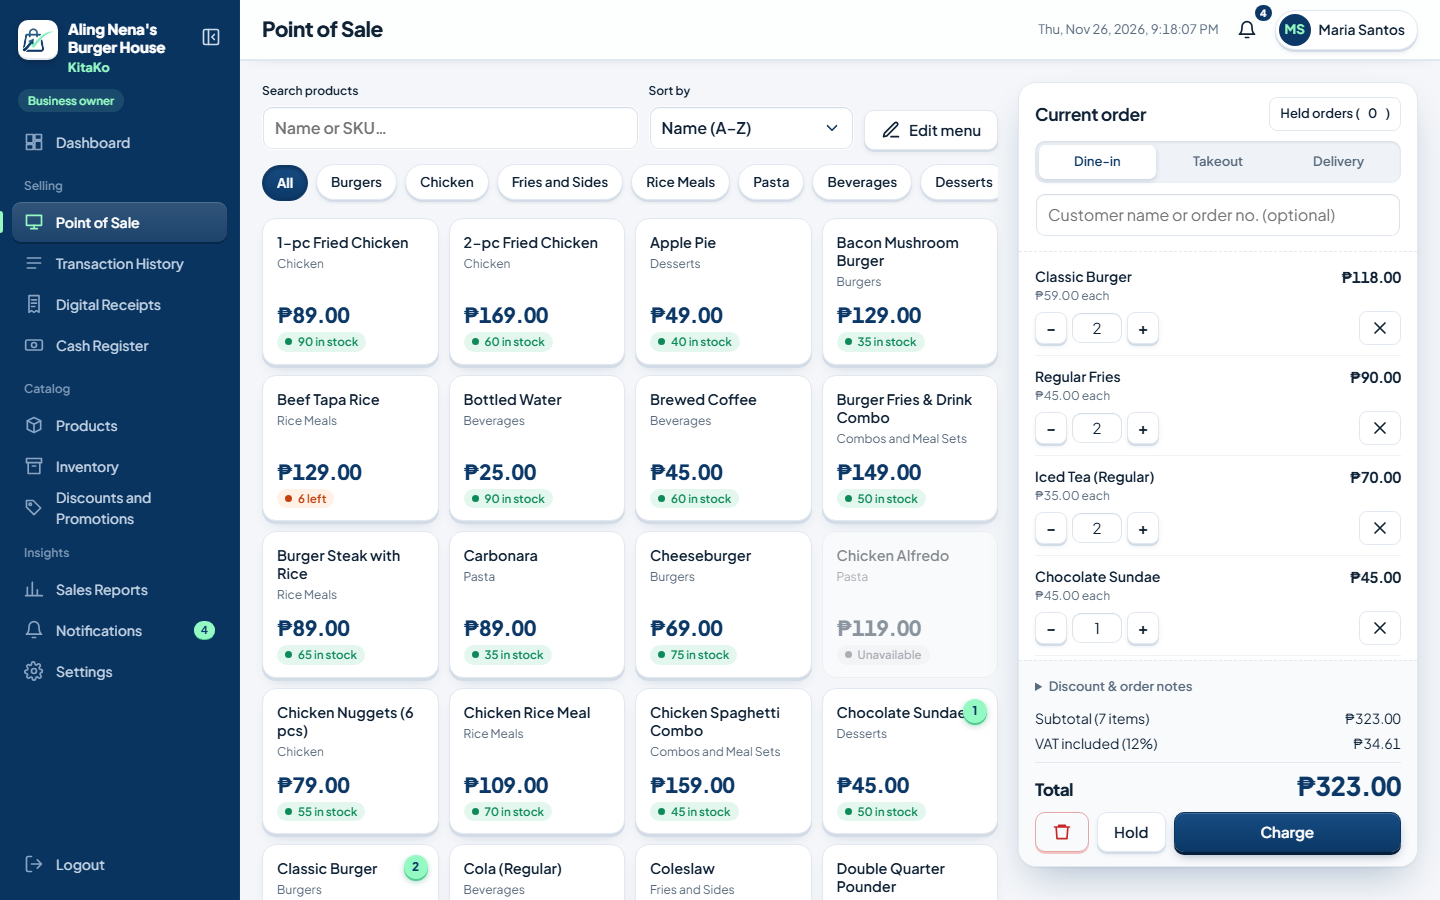 Aling Nena's
Burger House
KitaKo
Business owner
Dashboard
Selling
Point of Sale
Transaction History
Digital Receipts
Cash Register
Catalog
Products
Inventory
Discounts and
Promotions
Insights
Sales Reports
Notifications 4
Settings
Logout
Point of Sale
Thu, Nov 26, 2026, 9:18:07 PM
4
MS Maria Santos
Search products
Name or SKU...
Sort by
Name (A–Z)
Edit menu
All Burgers Chicken Fries and Sides Rice Meals Pasta Beverages Desserts
1-pc Fried Chicken
Chicken
₱89.00
90 in stock
2-pc Fried Chicken
Chicken
₱169.00
60 in stock
Apple Pie
Desserts
₱49.00
40 in stock
Bacon Mushroom
Burger
Burgers
₱129.00
35 in stock
Beef Tapa Rice
Rice Meals
₱129.00
6 left
Bottled Water
Beverages
₱25.00
90 in stock
Brewed Coffee
Beverages
₱45.00
60 in stock
Burger Fries & Drink
Combo
Combos and Meal Sets
₱149.00
50 in stock
Burger Steak with
Rice
Rice Meals
₱89.00
65 in stock
Carbonara
Pasta
₱89.00
35 in stock
Cheeseburger
Burgers
₱69.00
75 in stock
Chicken Alfredo
Pasta
₱119.00
Unavailable
Chicken Nuggets (6
pcs)
Chicken
₱79.00
55 in stock
Chicken Rice Meal
Rice Meals
₱109.00
70 in stock
Chicken Spaghetti
Combo
Combos and Meal Sets
₱159.00
45 in stock
Chocolate Sundae 1
Desserts
₱45.00
50 in stock
Classic Burger 2
Burgers
Cola (Regular)
Beverages
Coleslaw
Fries and Sides
Double Quarter
Pounder
Current order
Held orders ( 0 )
Dine-in Takeout Delivery
Customer name or order no. (optional)
Classic Burger ₱118.00
₱59.00 each
− 2 +
Regular Fries ₱90.00
₱45.00 each
− 2 +
Iced Tea (Regular) ₱70.00
₱35.00 each
− 2 +
Chocolate Sundae ₱45.00
₱45.00 each
− 1 +
Discount & order notes
Subtotal (7 items) ₱323.00
VAT included (12%) ₱34.61
Total ₱323.00
Hold Charge